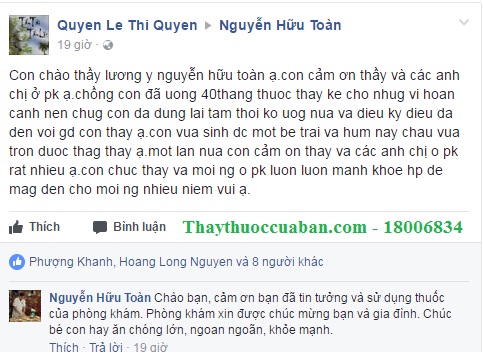 Quyen Le Thi Quyen ▸ Nguyễn Hữu Toàn
19 giờ ·
Con chào thầy lương y nguyễn hữu toàn ạ.con cảm ơn thầy và các anh
chị ở pk ạ.chồng con đã uong 40thang thuoc thay ke cho nhug vi hoan
canh nen chug con da dung lai tam thoi ko uog nua va dieu ky dieu da
den voi gd con thay ạ.con vua sinh dc mot be trai va hum nay chau vua
tron duoc thag thay ạ.mot lan nua con cảm on thay va các anh chị o pk
rat nhieu ạ.con chuc thay va moi ng o pk luon luon manh khoe hp de
mag den cho moi ng nhieu niem vui ạ.
Thích Bình luận Thaythuoccuaban.com - 18006834
Phượng Khanh, Hoang Long Nguyen và 8 người khác
Nguyễn Hữu Toàn Chào bạn, cảm ơn bạn đã tin tưởng và sử dụng thuốc
của phòng khám. Phòng khám xin được chúc mừng bạn và gia đình. Chúc
bé con hay ăn chóng lớn, ngoan ngoãn, khỏe mạnh.
Thích · Trả lời · 19 giờ